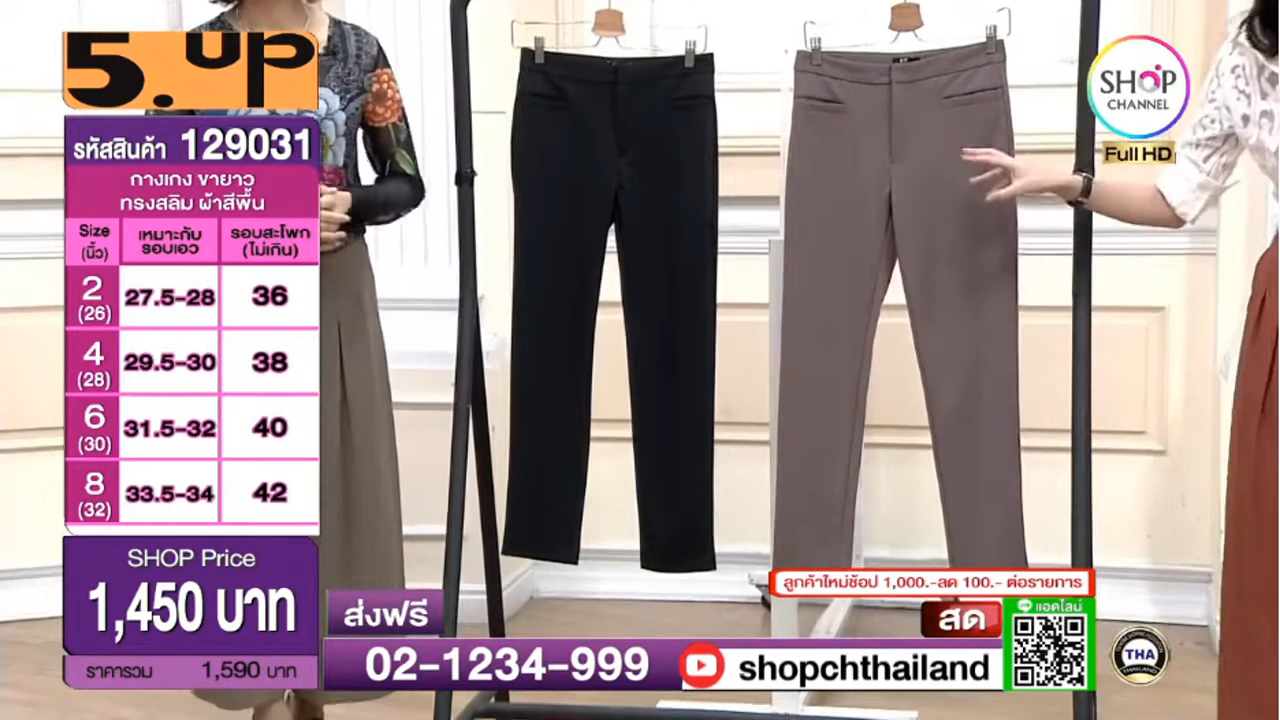 5. UP
รหัสสินค้า 129031
กางเกง ขายาว
ทรงสลิม ผ้าสีพื้น
Size (นิ้ว) เหมาะกับรอบเอว รอบสะโพก (ไม่เกิน)
2 (26) 27.5-28 36
4 (28) 29.5-30 38
6 (30) 31.5-32 40
8 (32) 33.5-34 42
SHOP Price
1,450 บาท
ราคารวม 1,590 บาท
SHOP
CHANNEL
Full HD
ลูกค้าใหม่ช้อป 1,000.-ลด 100.- ต่อรายการ
ส่งฟรี
สด
แอดไลน์
02-1234-999
shopchthailand
THA